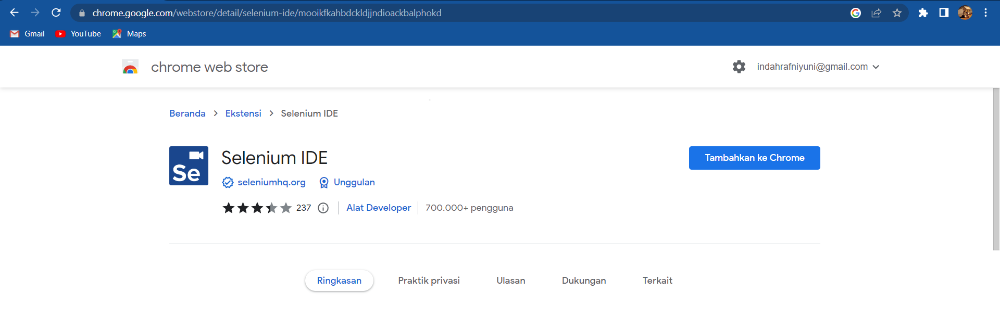 chrome.google.com/webstore/detail/selenium-ide/mooikfkahbdckldjjndioackbalphokd
Gmail YouTube Maps
chrome web store indahrafniyuni@gmail.com
Beranda > Ekstensi > Selenium IDE
Se Selenium IDE Tambahkan ke Chrome
seleniumhq.org Unggulan
237 Alat Developer 700.000+ pengguna
Ringkasan Praktik privasi Ulasan Dukungan Terkait